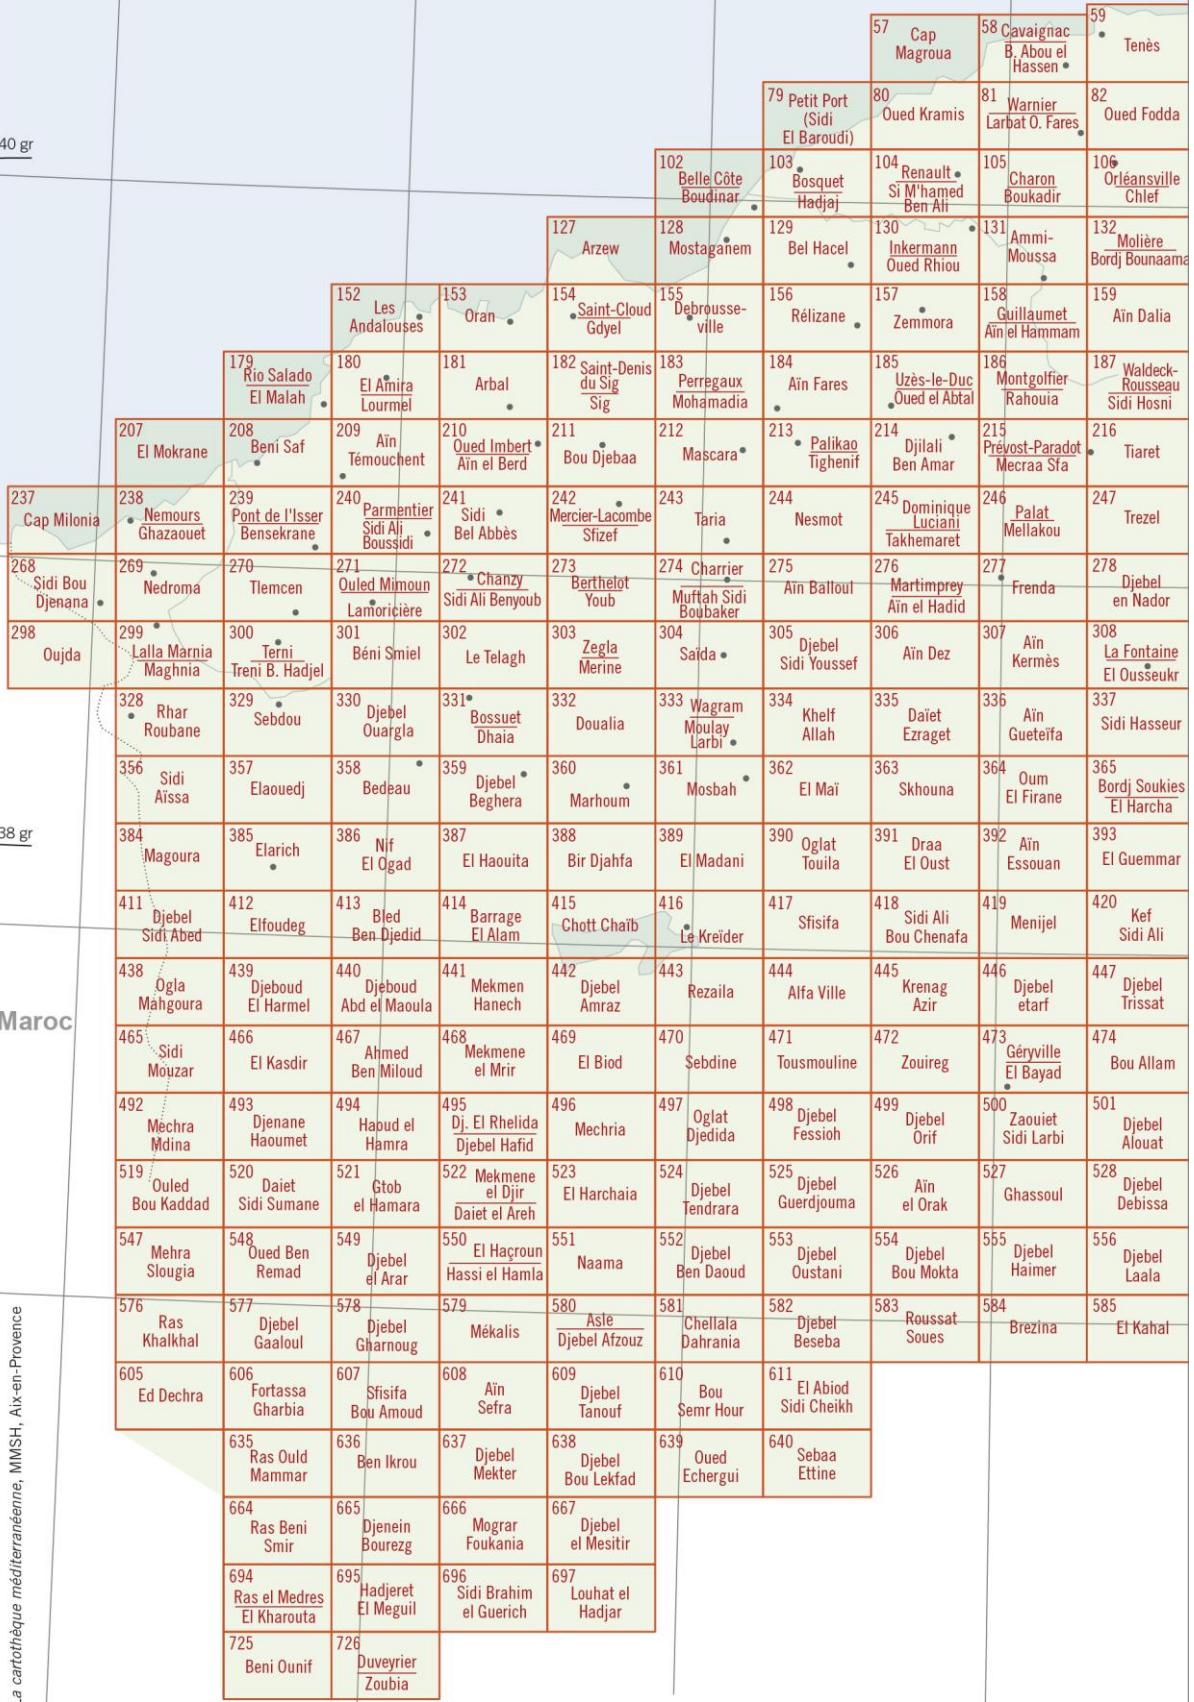 59
Tenès
57
Cap
Magroua
58 Cavaignac
B. Abou el
Hassen
79 Petit Port
(Sidi
El Baroudi)
80
Oued Kramis
81
Warnier
Larbat O. Fares
82
Oued Fodda
40 gr
102
Belle Côte
Boudinar
103
Bosquet
Hadjaj
104
Renault
Si M'hamed
Ben Ali
105
Charon
Boukadir
106
Orléansville
Chlef
127
Arzew
128
Mostaganem
129
Bel Hacel
130
Inkermann
Oued Rhiou
131
Ammi-
Moussa
132
Molière
Bordj Bounaama
152
Les
Andalouses
153
Oran
154
Saint-Cloud
Gdyel
155
Debrousse-
ville
156
Rélizane
157
Zemmora
158
Guillaumet
Aïn el Hammam
159
Aïn Dalia
179
Rio Salado
El Malah
180
El Amira
Lourmel
181
Arbal
182 Saint-Denis
du Sig
Sig
183
Perregaux
Mohamadia
184
Aïn Fares
185
Uzès-le-Duc
Oued el Abtal
186
Montgolfier
Rahouia
187 Waldeck-
Rousseau
Sidi Hosni
207
El Mokrane
208
Beni Saf
209
Aïn
Témouchent
210
Oued Imbert
Aïn el Berd
211
Bou Djebaa
212
Mascara
213
Palikao
Tighenif
214
Djilali
Ben Amar
215
Prévost-Paradot
Mecraa Sfa
216
Tiaret
237
Cap Milonia
238
Nemours
Ghazaouet
239
Pont de l'Isser
Bensekrane
240
Parmentier
Sidi Ali
Boussidi
241
Sidi
Bel Abbès
242
Mercier-Lacombe
Sfizef
243
Taria
244
Nesmot
245 Dominique
Luciani
Takhemaret
246
Palat
Mellakou
247
Trezel
268
Sidi Bou
Djenana
269
Nedroma
270
Tlemcen
271
Ouled Mimoun
Lamoricière
272
Chanzy
Sidi Ali Benyoub
273
Berthelot
Youb
274 Charrier
Muftah Sidi
Boubaker
275
Aïn Balloul
276
Martimprey
Aïn el Hadid
277
Frenda
278
Djebel
en Nador
298
Oujda
299
Lalla Marnia
Maghnia
300
Terni
Treni B. Hadjel
301
Béni Smiel
302
Le Telagh
303
Zegla
Merine
304
Saïda
305
Djebel
Sidi Youssef
306
Aïn Dez
307
Aïn
Kermès
308
La Fontaine
El Ousseukr
328
Rhar
Roubane
329
Sebdou
330
Djebel
Ouargla
331
Bossuet
Dhaia
332
Doualia
333 Wagram
Moulay
Larbi
334
Khelf
Allah
335
Daïet
Ezraget
336
Aïn
Gueteïfa
337
Sidi Hasseur
356
Sidi
Aïssa
357
Elaouedj
358
Bedeau
359
Djebel
Beghera
360
Marhoum
361
Mosbah
362
El Maï
363
Skhouna
364
Oum
El Firane
365
Bordj Soukies
El Harcha
38 gr
384
Magoura
385
Elarich
386
Nif
El Ogad
387
El Haouita
388
Bir Djahfa
389
El Madani
390
Oglat
Touila
391
Draa
El Oust
392
Aïn
Essouan
393
El Guemmar
411
Djebel
Sidi Abed
412
Elfoudeg
413
Bled
Ben Djedid
414
Barrage
El Alam
415
Chott Chaïb
416
Le Kreïder
417
Sfisifa
418
Sidi Ali
Bou Chenafa
419
Menijel
420
Kef
Sidi Ali
438
Ogla
Mahgoura
439
Djeboud
El Harmel
440
Djeboud
Abd el Maoula
441
Mekmen
Hanech
442
Djebel
Amraz
443
Rezaila
444
Alfa Ville
445
Krenag
Azir
446
Djebel
etarf
447
Djebel
Trissat
Maroc
465
Sidi
Mouzar
466
El Kasdir
467
Ahmed
Ben Miloud
468
Mekmene
el Mrir
469
El Biod
470
Sebdine
471
Tousmouline
472
Zouireg
473
Géryville
El Bayad
474
Bou Allam
492
Mechra
Mdina
493
Djenane
Haoumet
494
Haoud el
Hamra
495
Dj. El Rhelida
Djebel Hafid
496
Mechria
497
Oglat
Djedida
498
Djebel
Fessioh
499
Djebel
Orif
500
Zaouiet
Sidi Larbi
501
Djebel
Alouat
519
Ouled
Bou Kaddad
520
Daiet
Sidi Sumane
521
Gtob
el Hamara
522 Mekmene
el Djir
Daiet el Areh
523
El Harchaia
524
Djebel
Tendrara
525
Djebel
Guerdjouma
526
Aïn
el Orak
527
Ghassoul
528
Djebel
Debissa
547
Mehra
Slougia
548
Oued Ben
Remad
549
Djebel
el Arar
550
El Haçroun
Hassi el Hamla
551
Naama
552
Djebel
Ben Daoud
553
Djebel
Oustani
554
Djebel
Bou Mokta
555
Djebel
Haimer
556
Djebel
Laala
576
Ras
Khalkhal
577
Djebel
Gaaloul
578
Djebel
Gharnoug
579
Mékalis
580
Asle
Djebel Afzouz
581
Chellala
Dahrania
582
Djebel
Beseba
583
Roussat
Soues
584
Brezina
585
El Kahal
605
Ed Dechra
606
Fortassa
Gharbia
607
Sfisifa
Bou Amoud
608
Aïn
Sefra
609
Djebel
Tanouf
610
Bou
Semr Hour
611
El Abiod
Sidi Cheikh
635
Ras Ould
Mammar
636
Ben Ikrou
637
Djebel
Mekter
638
Djebel
Bou Lekfad
639
Oued
Echergui
640
Sebaa
Ettine
664
Ras Beni
Smir
665
Djenein
Bourezg
666
Mograr
Foukania
667
Djebel
el Mesitir
694
Ras el Medres
El Kharouta
695
Hadjeret
El Meguil
696
Sidi Brahim
el Guerich
697
Louhat el
Hadjar
725
Beni Ounif
726
Duveyrier
Zoubia
La cartothèque méditerranéenne, MMSH, Aix-en-Provence